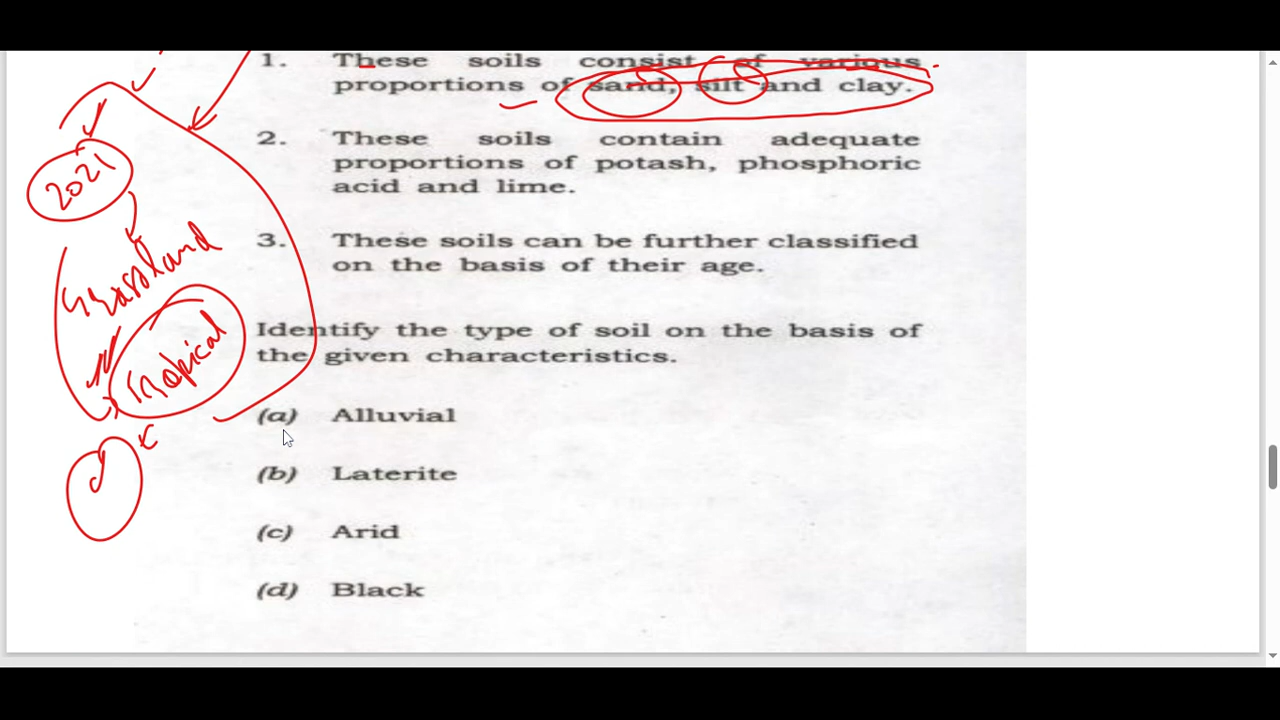 1. These soils consist of various
proportions of sand, silt and clay.
2. These soils contain adequate
proportions of potash, phosphoric
acid and lime.
3. These soils can be further classified
on the basis of their age.
Identify the type of soil on the basis of
the given characteristics.
(a) Alluvial
(b) Laterite
(c) Arid
(d) Black
2021
Grassland
Tropical